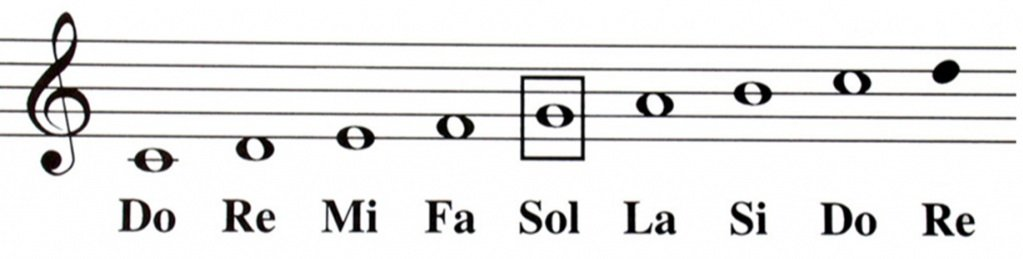 Do Re Mi Fa Sol La Si Do Re